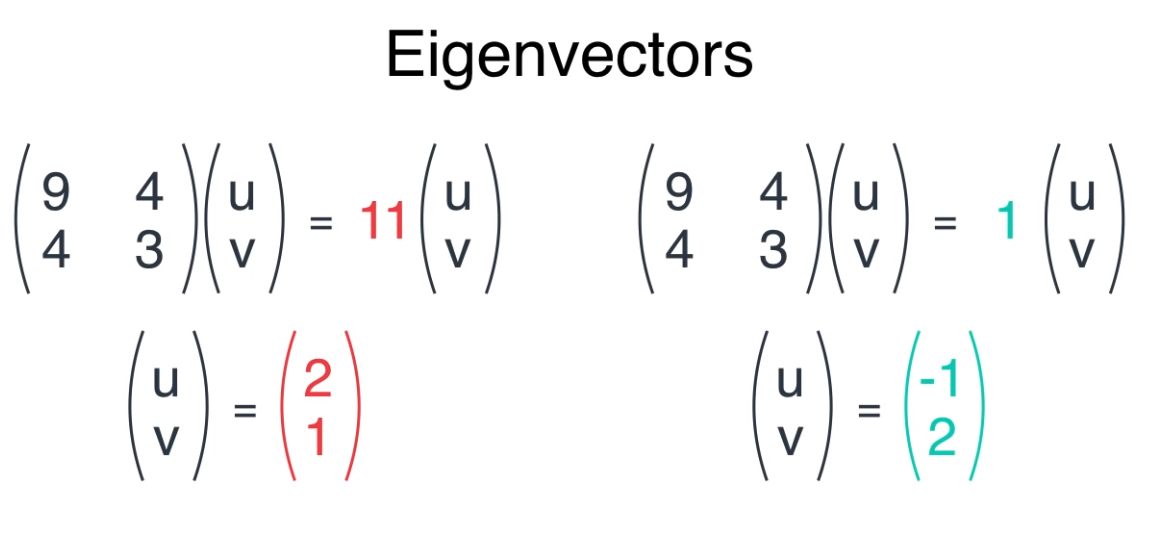 Eigenvectors
9 4 u = 11 u 9 4 u = 1 u
4 3 v v 4 3 v v
u = 2 u = -1
v 1 v 2